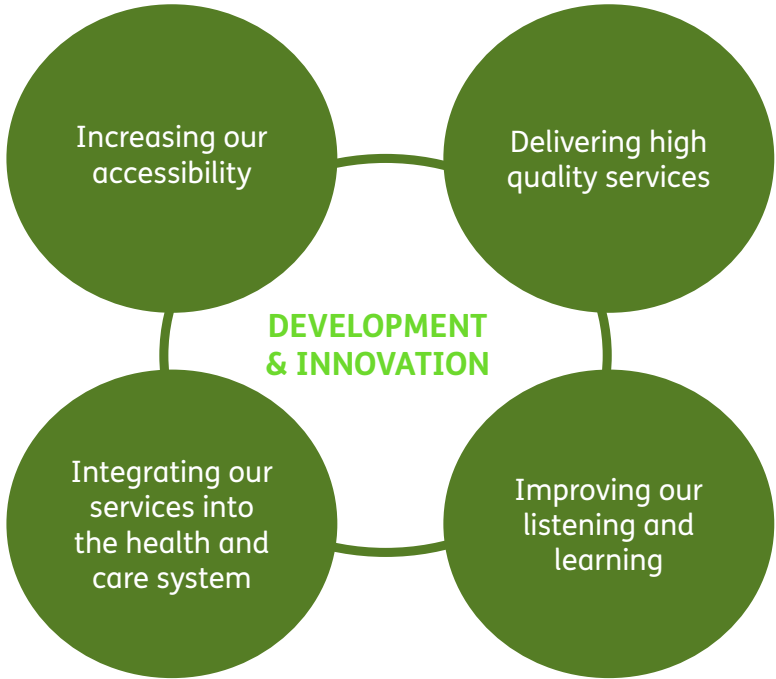 Increasing our
accessibility
Delivering high
quality services
DEVELOPMENT
& INNOVATION
Integrating our
services into
the health and
care system
Improving our
listening and
learning